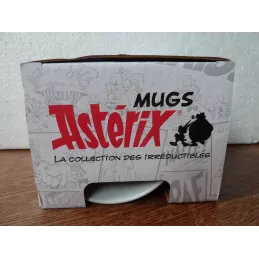 MUGS
Astérix
LA COLLECTION DES IRRÉDUCTIBLES